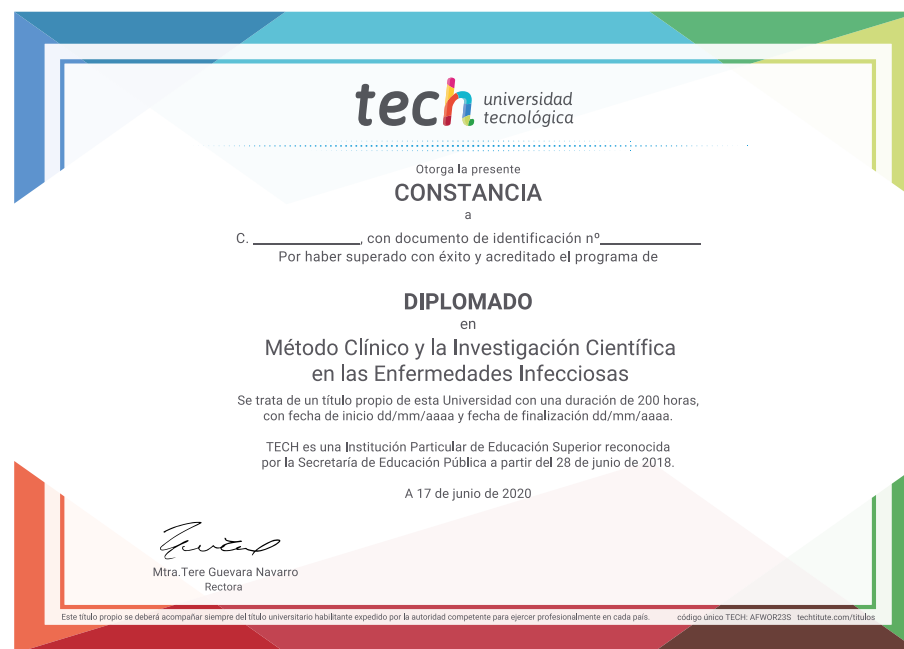 tech universidad
tecnológica
Otorga la presente
CONSTANCIA
a
C. ____________, con documento de identificación nº____________
Por haber superado con éxito y acreditado el programa de
DIPLOMADO
en
Método Clínico y la Investigación Científica
en las Enfermedades Infecciosas
Se trata de un título propio de esta Universidad con una duración de 200 horas,
con fecha de inicio dd/mm/aaaa y fecha de finalización dd/mm/aaaa.
TECH es una Institución Particular de Educación Superior reconocida
por la Secretaría de Educación Pública a partir del 28 de junio de 2018.
A 17 de junio de 2020
Mtra.Tere Guevara Navarro
Rectora
Este título propio se deberá acompañar siempre del título universitario habilitante expedido por la autoridad competente para ejercer profesionalmente en cada país. código único TECH: AFWOR23S techtitute.com/titulos